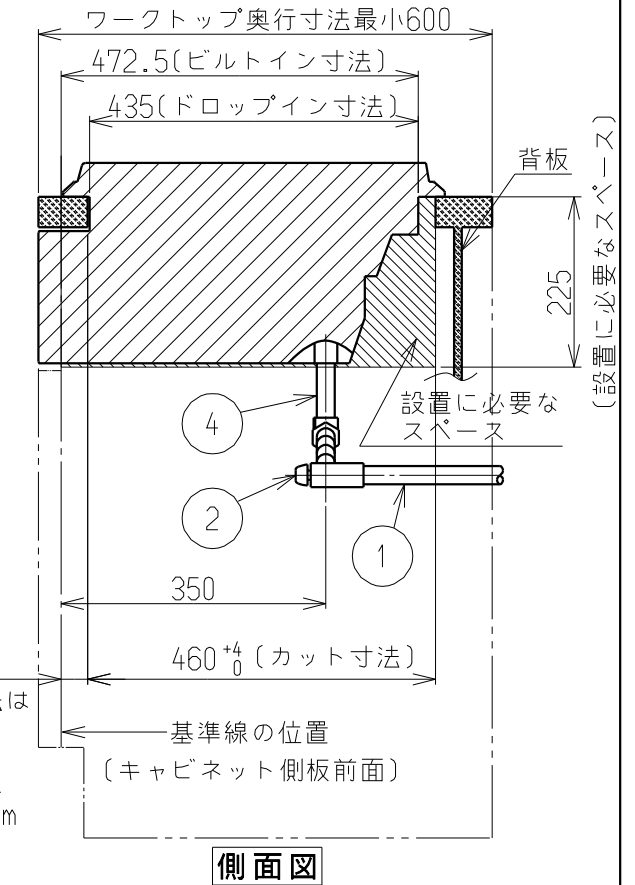 ワークトップ奥行寸法最小600
472.5(ビルトイン寸法)
435(ドロップイン寸法)
背板
225
(設置に必要なスペース)
設置に必要な
スペース
4
2
1
350
460 +4 0 (カット寸法)
は
基準線の位置
(キャビネット側板前面)
m
側面図